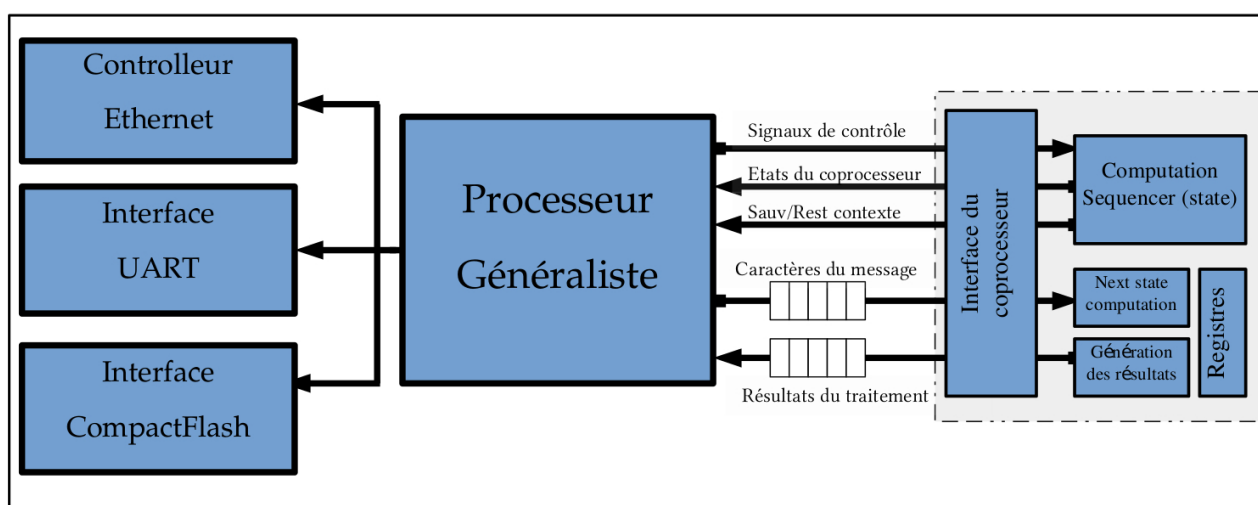 Controlleur
Ethernet
Interface
UART
Interface
CompactFlash
Processeur
Généraliste
Signaux de contrôle
Etats du coprocesseur
Sauv/Rest contexte
Caractères du message
Résultats du traitement
Interface du
coprocesseur
Computation
Sequencer (state)
Next state
computation
Génération
des résultats
Registres